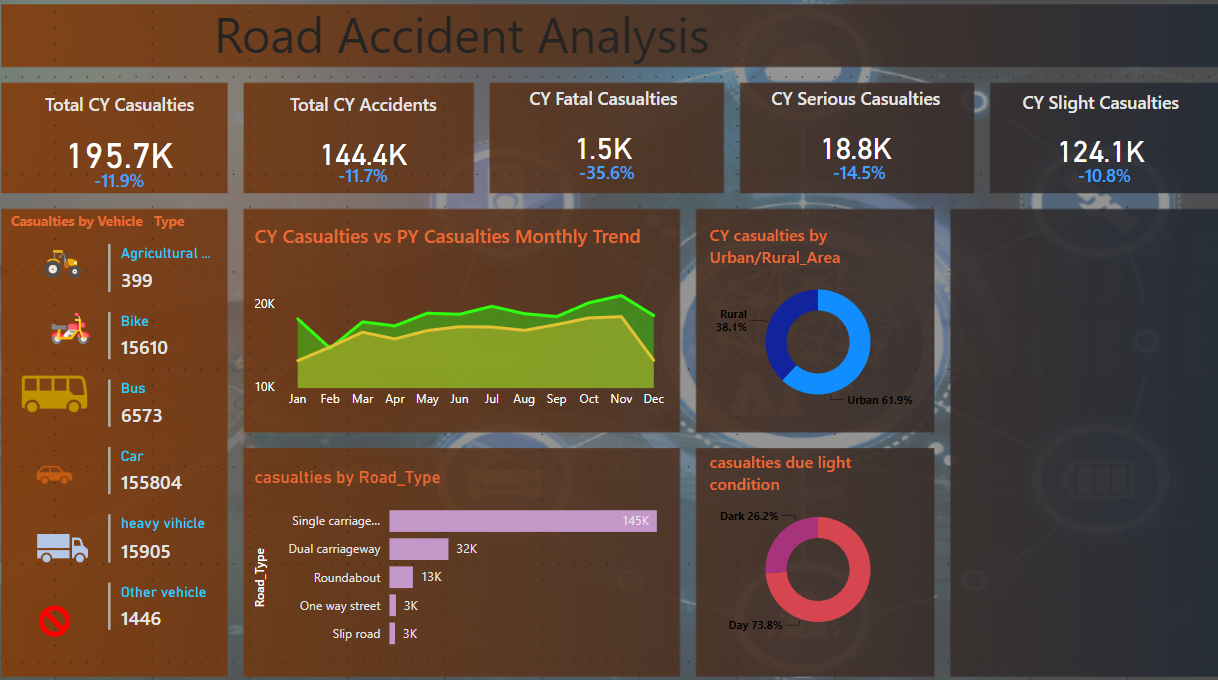 Road Accident Analysis
Total CY Casualties
195.7K
-11.9%
Total CY Accidents
144.4K
-11.7%
CY Fatal Casualties
1.5K
-35.6%
CY Serious Casualties
18.8K
-14.5%
CY Slight Casualties
124.1K
-10.8%
Casualties by Vehicle Type
Agricultural ...
399
Bike
15610
Bus
6573
Car
155804
heavy vihicle
15905
Other vehicle
1446
CY Casualties vs PY Casualties Monthly Trend
20K
10K
Jan Feb Mar Apr May Jun Jul Aug Sep Oct Nov Dec
CY casualties by
Urban/Rural_Area
Rural
38.1%
Urban 61.9%
casualties by Road_Type
Road_Type
Single carriage... 145K
Dual carriageway 32K
Roundabout 13K
One way street 3K
Slip road 3K
casualties due light
condition
Dark 26.2%
Day 73.8%